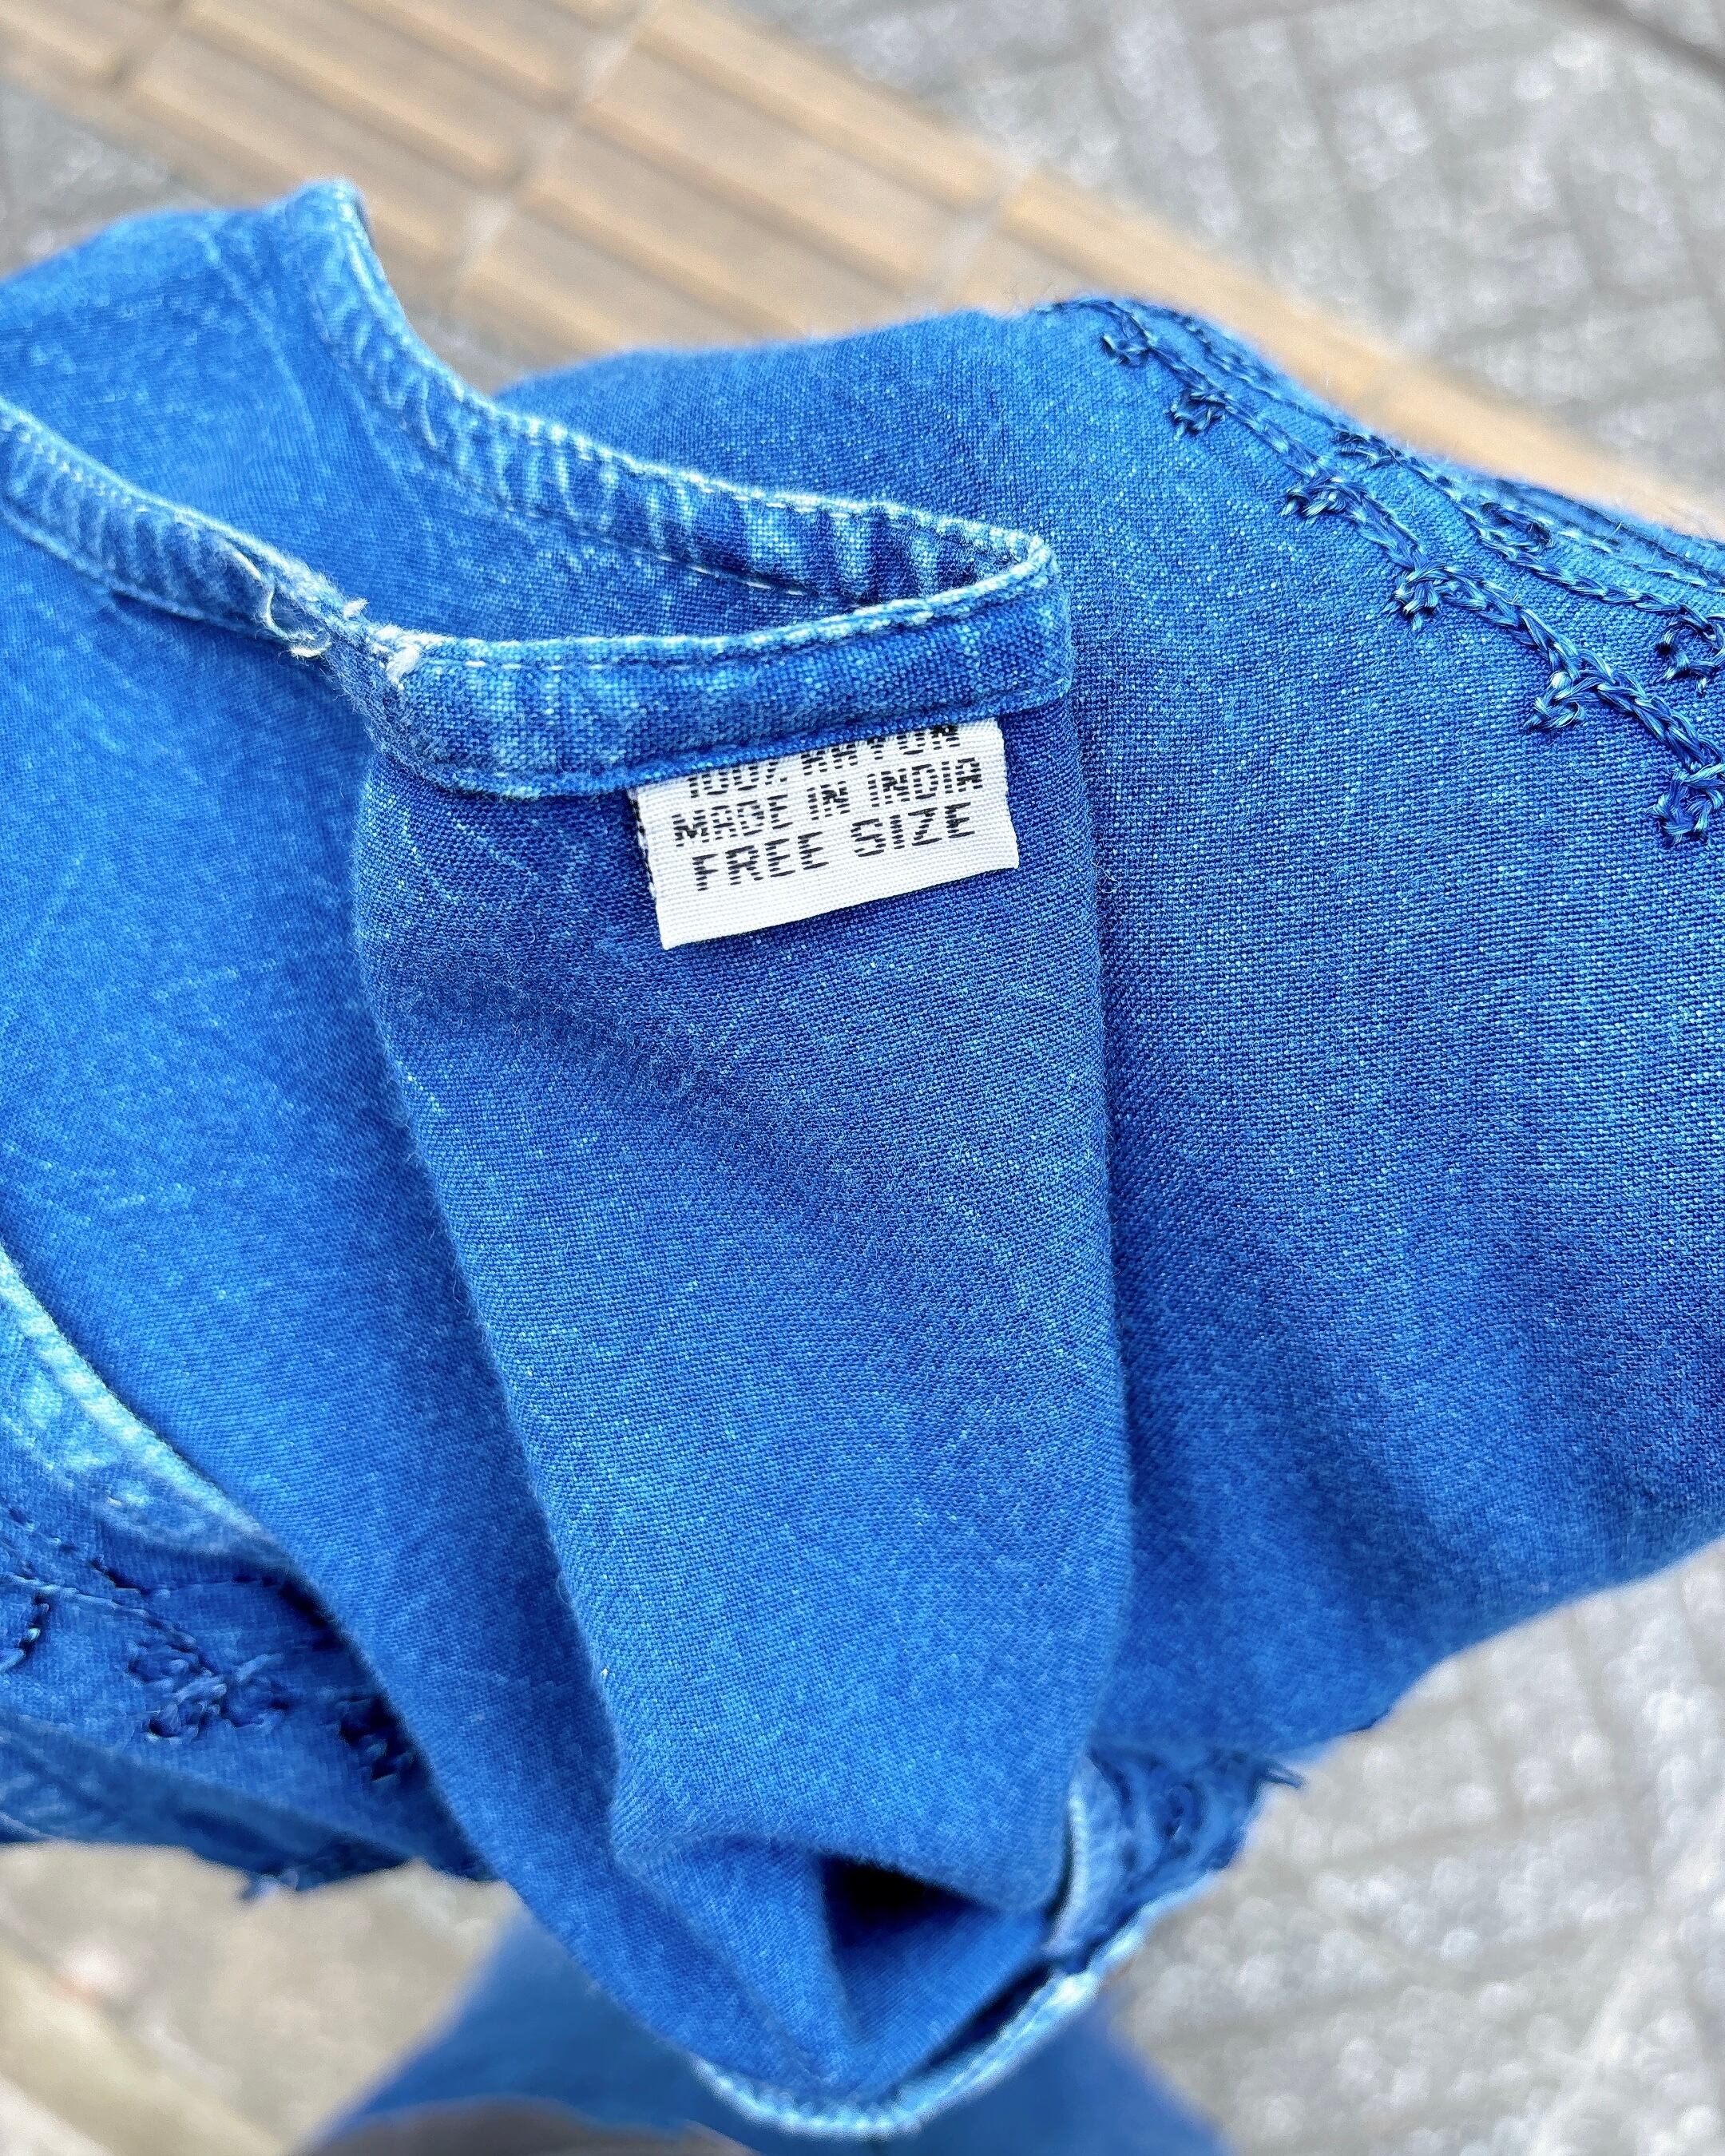 100% RAYON
MADE IN INDIA
FREE SIZE